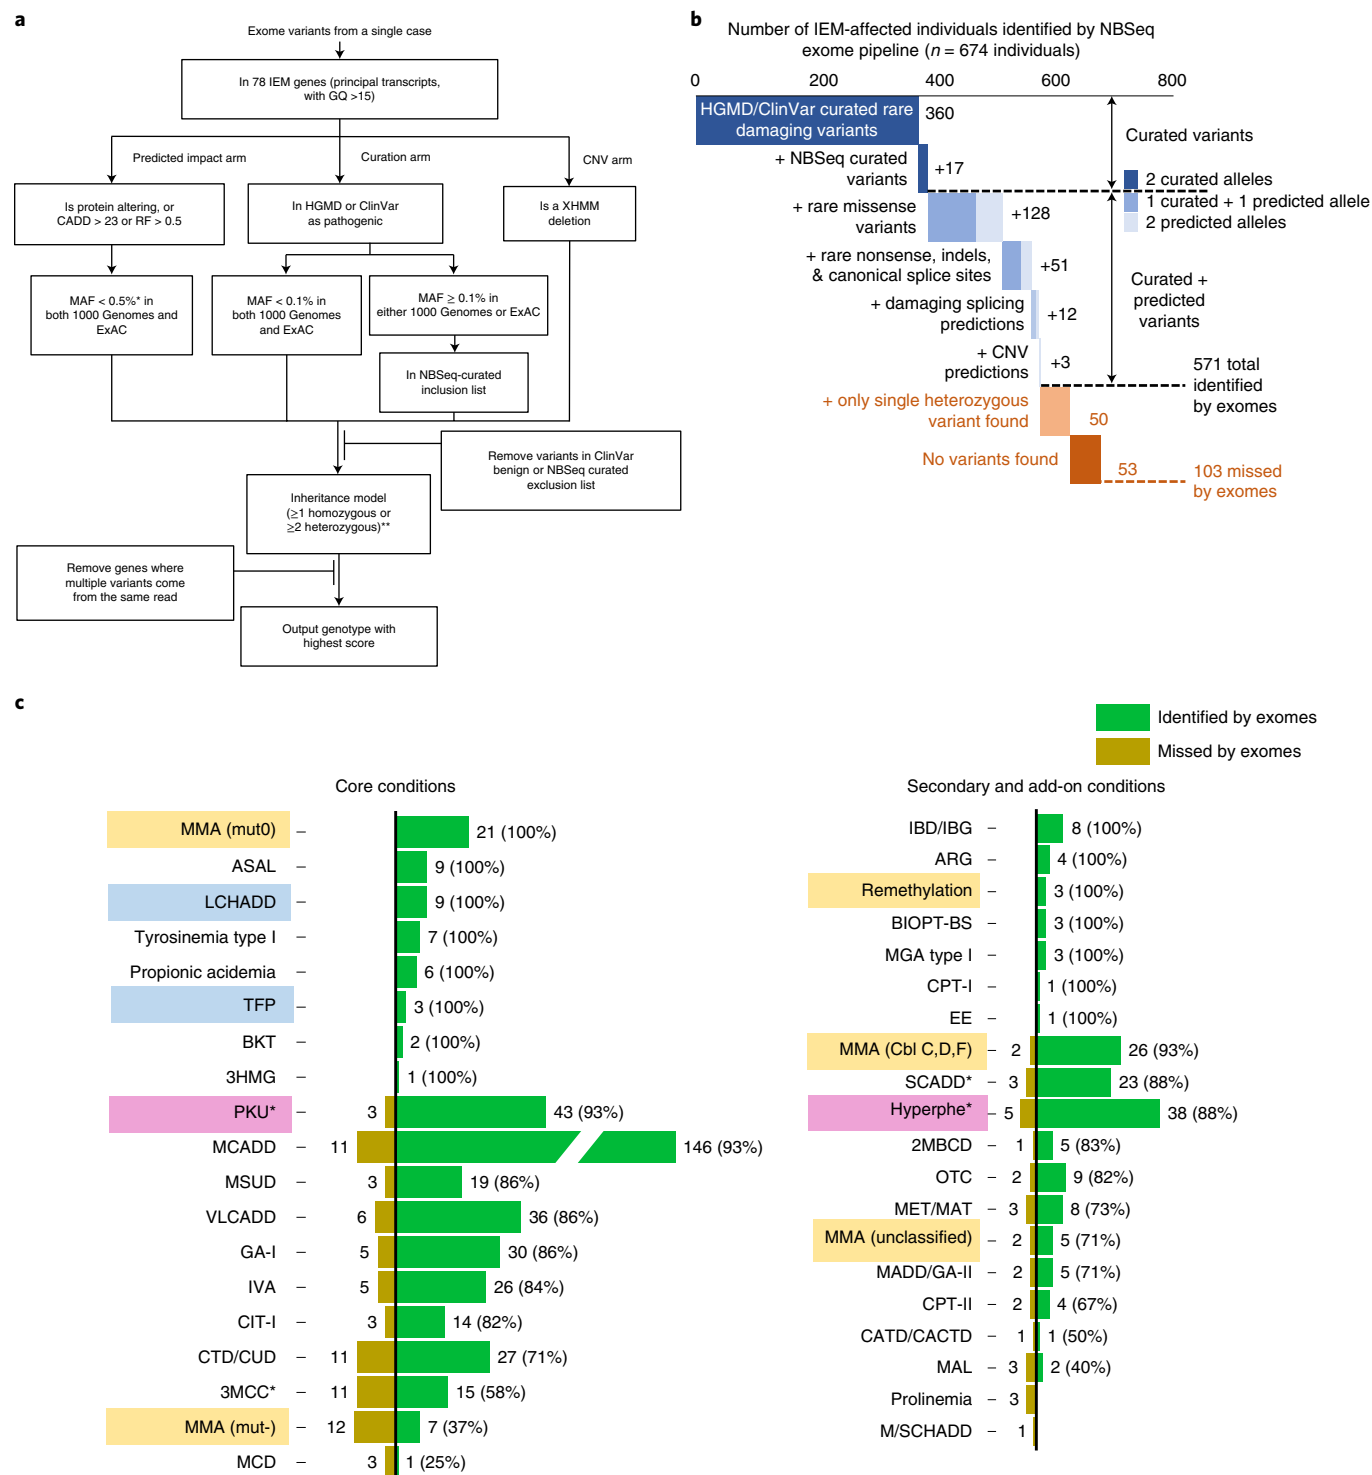 a
Exome variants from a single case
In 78 IEM genes (principal transcripts,
with GQ >15)
Predicted impact arm
Curation arm
CNV arm
Is protein altering, or
CADD > 23 or RF > 0.5
In HGMD or ClinVar
as pathogenic
Is a XHMM
deletion
MAF < 0.5%* in
both 1000 Genomes and
ExAC
MAF < 0.1% in
both 1000 Genomes
and ExAC
MAF ≥ 0.1% in
either 1000 Genomes or ExAC
In NBSeq-curated
inclusion list
Remove variants in ClinVar
benign or NBSeq curated
exclusion list
Inheritance model
(≥1 homozygous or
≥2 heterozygous)**
Remove genes where
multiple variants come
from the same read
Output genotype with
highest score
b
Number of IEM-affected individuals identified by NBSeq
exome pipeline (n = 674 individuals)
0 200 400 600 800
HGMD/ClinVar curated rare
damaging variants
360
+ NBSeq curated
variants
+17
+ rare missense
variants
+128
+ rare nonsense, indels,
& canonical splice sites
+51
+ damaging splicing
predictions
+12
+ CNV
predictions
+3
+ only single heterozygous
variant found
50
No variants found
53
Curated variants
2 curated alleles
1 curated + 1 predicted allele
2 predicted alleles
Curated +
predicted
variants
571 total
identified
by exomes
103 missed
by exomes
c
Identified by exomes
Missed by exomes
Core conditions
MMA (mut0) 21 (100%)
ASAL 9 (100%)
LCHADD 9 (100%)
Tyrosinemia type I 7 (100%)
Propionic acidemia 6 (100%)
TFP 3 (100%)
BKT 2 (100%)
3HMG 1 (100%)
PKU* 3 43 (93%)
MCADD 11 146 (93%)
MSUD 3 19 (86%)
VLCADD 6 36 (86%)
GA-I 5 30 (86%)
IVA 5 26 (84%)
CIT-I 3 14 (82%)
CTD/CUD 11 27 (71%)
3MCC* 11 15 (58%)
MMA (mut-) 12 7 (37%)
MCD 3 1 (25%)
Secondary and add-on conditions
IBD/IBG 8 (100%)
ARG 4 (100%)
Remethylation 3 (100%)
BIOPT-BS 3 (100%)
MGA type I 3 (100%)
CPT-I 1 (100%)
EE 1 (100%)
MMA (Cbl C,D,F) 2 26 (93%)
SCADD* 3 23 (88%)
Hyperphe* 5 38 (88%)
2MBCD 1 5 (83%)
OTC 2 9 (82%)
MET/MAT 3 8 (73%)
MMA (unclassified) 2 5 (71%)
MADD/GA-II 2 5 (71%)
CPT-II 2 4 (67%)
CATD/CACTD 1 1 (50%)
MAL 3 2 (40%)
Prolinemia 3
M/SCHADD 1